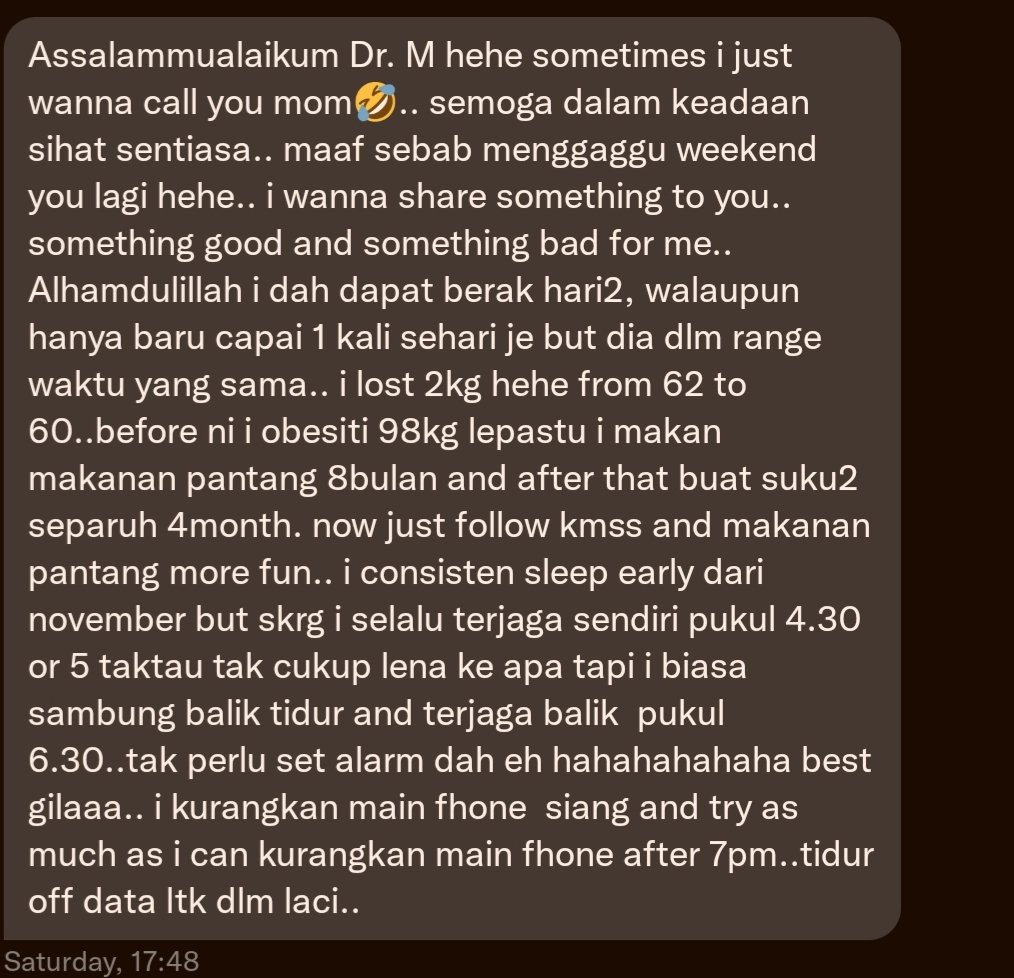 Assalammualaikum Dr. M hehe sometimes i just
wanna call you mom🤣.. semoga dalam keadaan
sihat sentiasa.. maaf sebab menggaggu weekend
you lagi hehe.. i wanna share something to you..
something good and something bad for me..
Alhamdulillah i dah dapat berak hari2, walaupun
hanya baru capai 1 kali sehari je but dia dlm range
waktu yang sama.. i lost 2kg hehe from 62 to
60..before ni i obesiti 98kg lepastu i makan
makanan pantang 8bulan and after that buat suku2
separuh 4month. now just follow kmss and makanan
pantang more fun.. i consisten sleep early dari
november but skrg i selalu terjaga sendiri pukul 4.30
or 5 taktau tak cukup lena ke apa tapi i biasa
sambung balik tidur and terjaga balik  pukul
6.30..tak perlu set alarm dah eh hahahahahaha best
gilaaa.. i kurangkan main fhone  siang and try as
much as i can kurangkan main fhone after 7pm..tidur
off data ltk dlm laci..
Saturday, 17:48